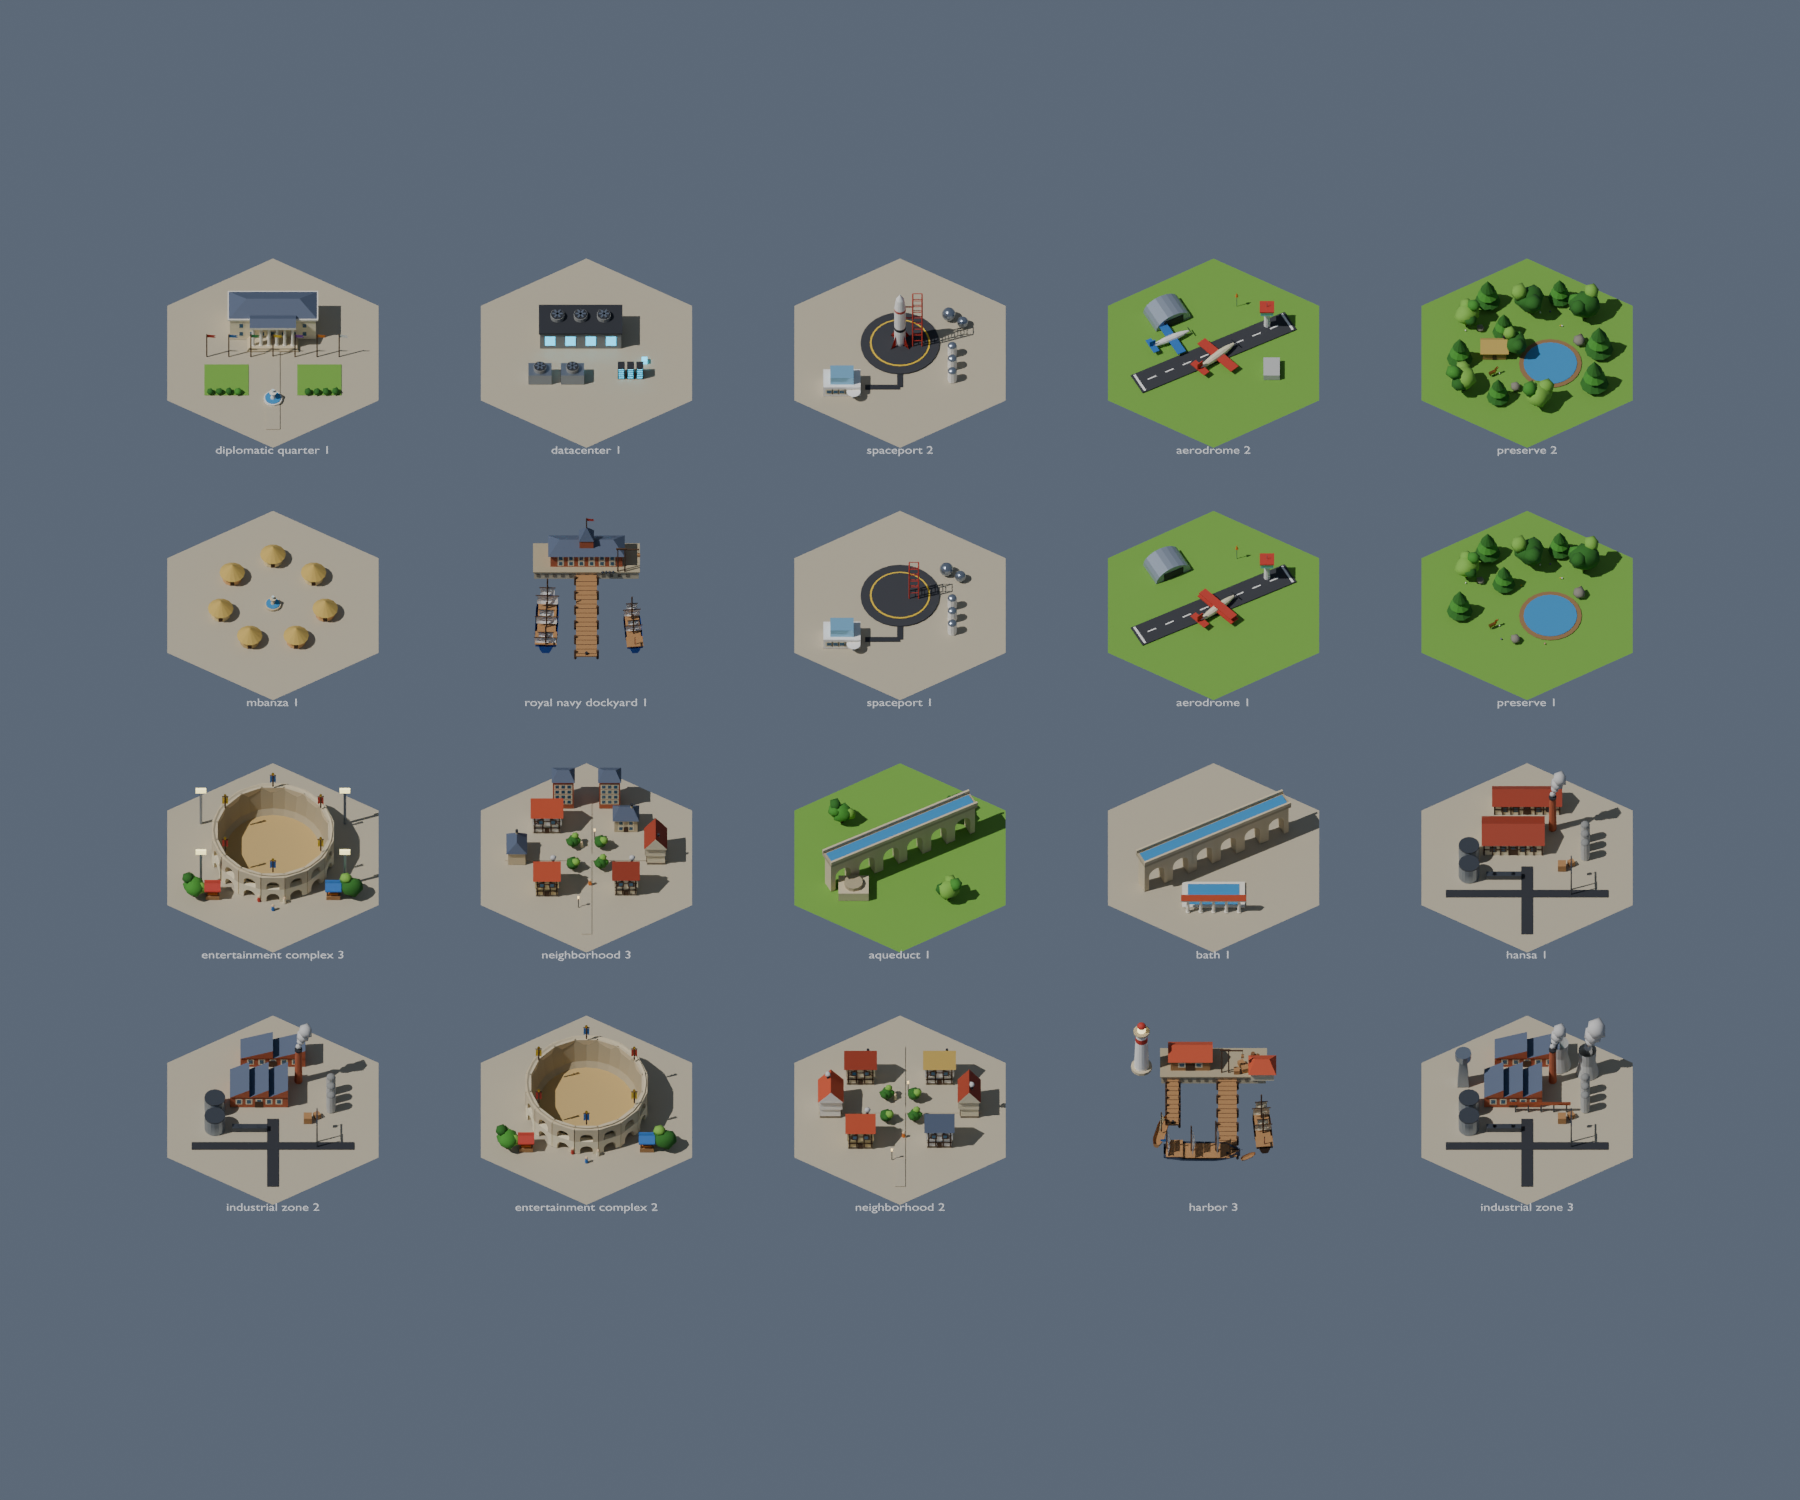 diplomatic quarter 1
datacenter 1
spaceport 2
aerodrome 2
preserve 2
mbanza 1
royal navy dockyard 1
spaceport 1
aerodrome 1
preserve 1
entertainment complex 3
neighborhood 3
aqueduct 1
bath 1
hansa 1
industrial zone 2
entertainment complex 2
neighborhood 2
harbor 3
industrial zone 3